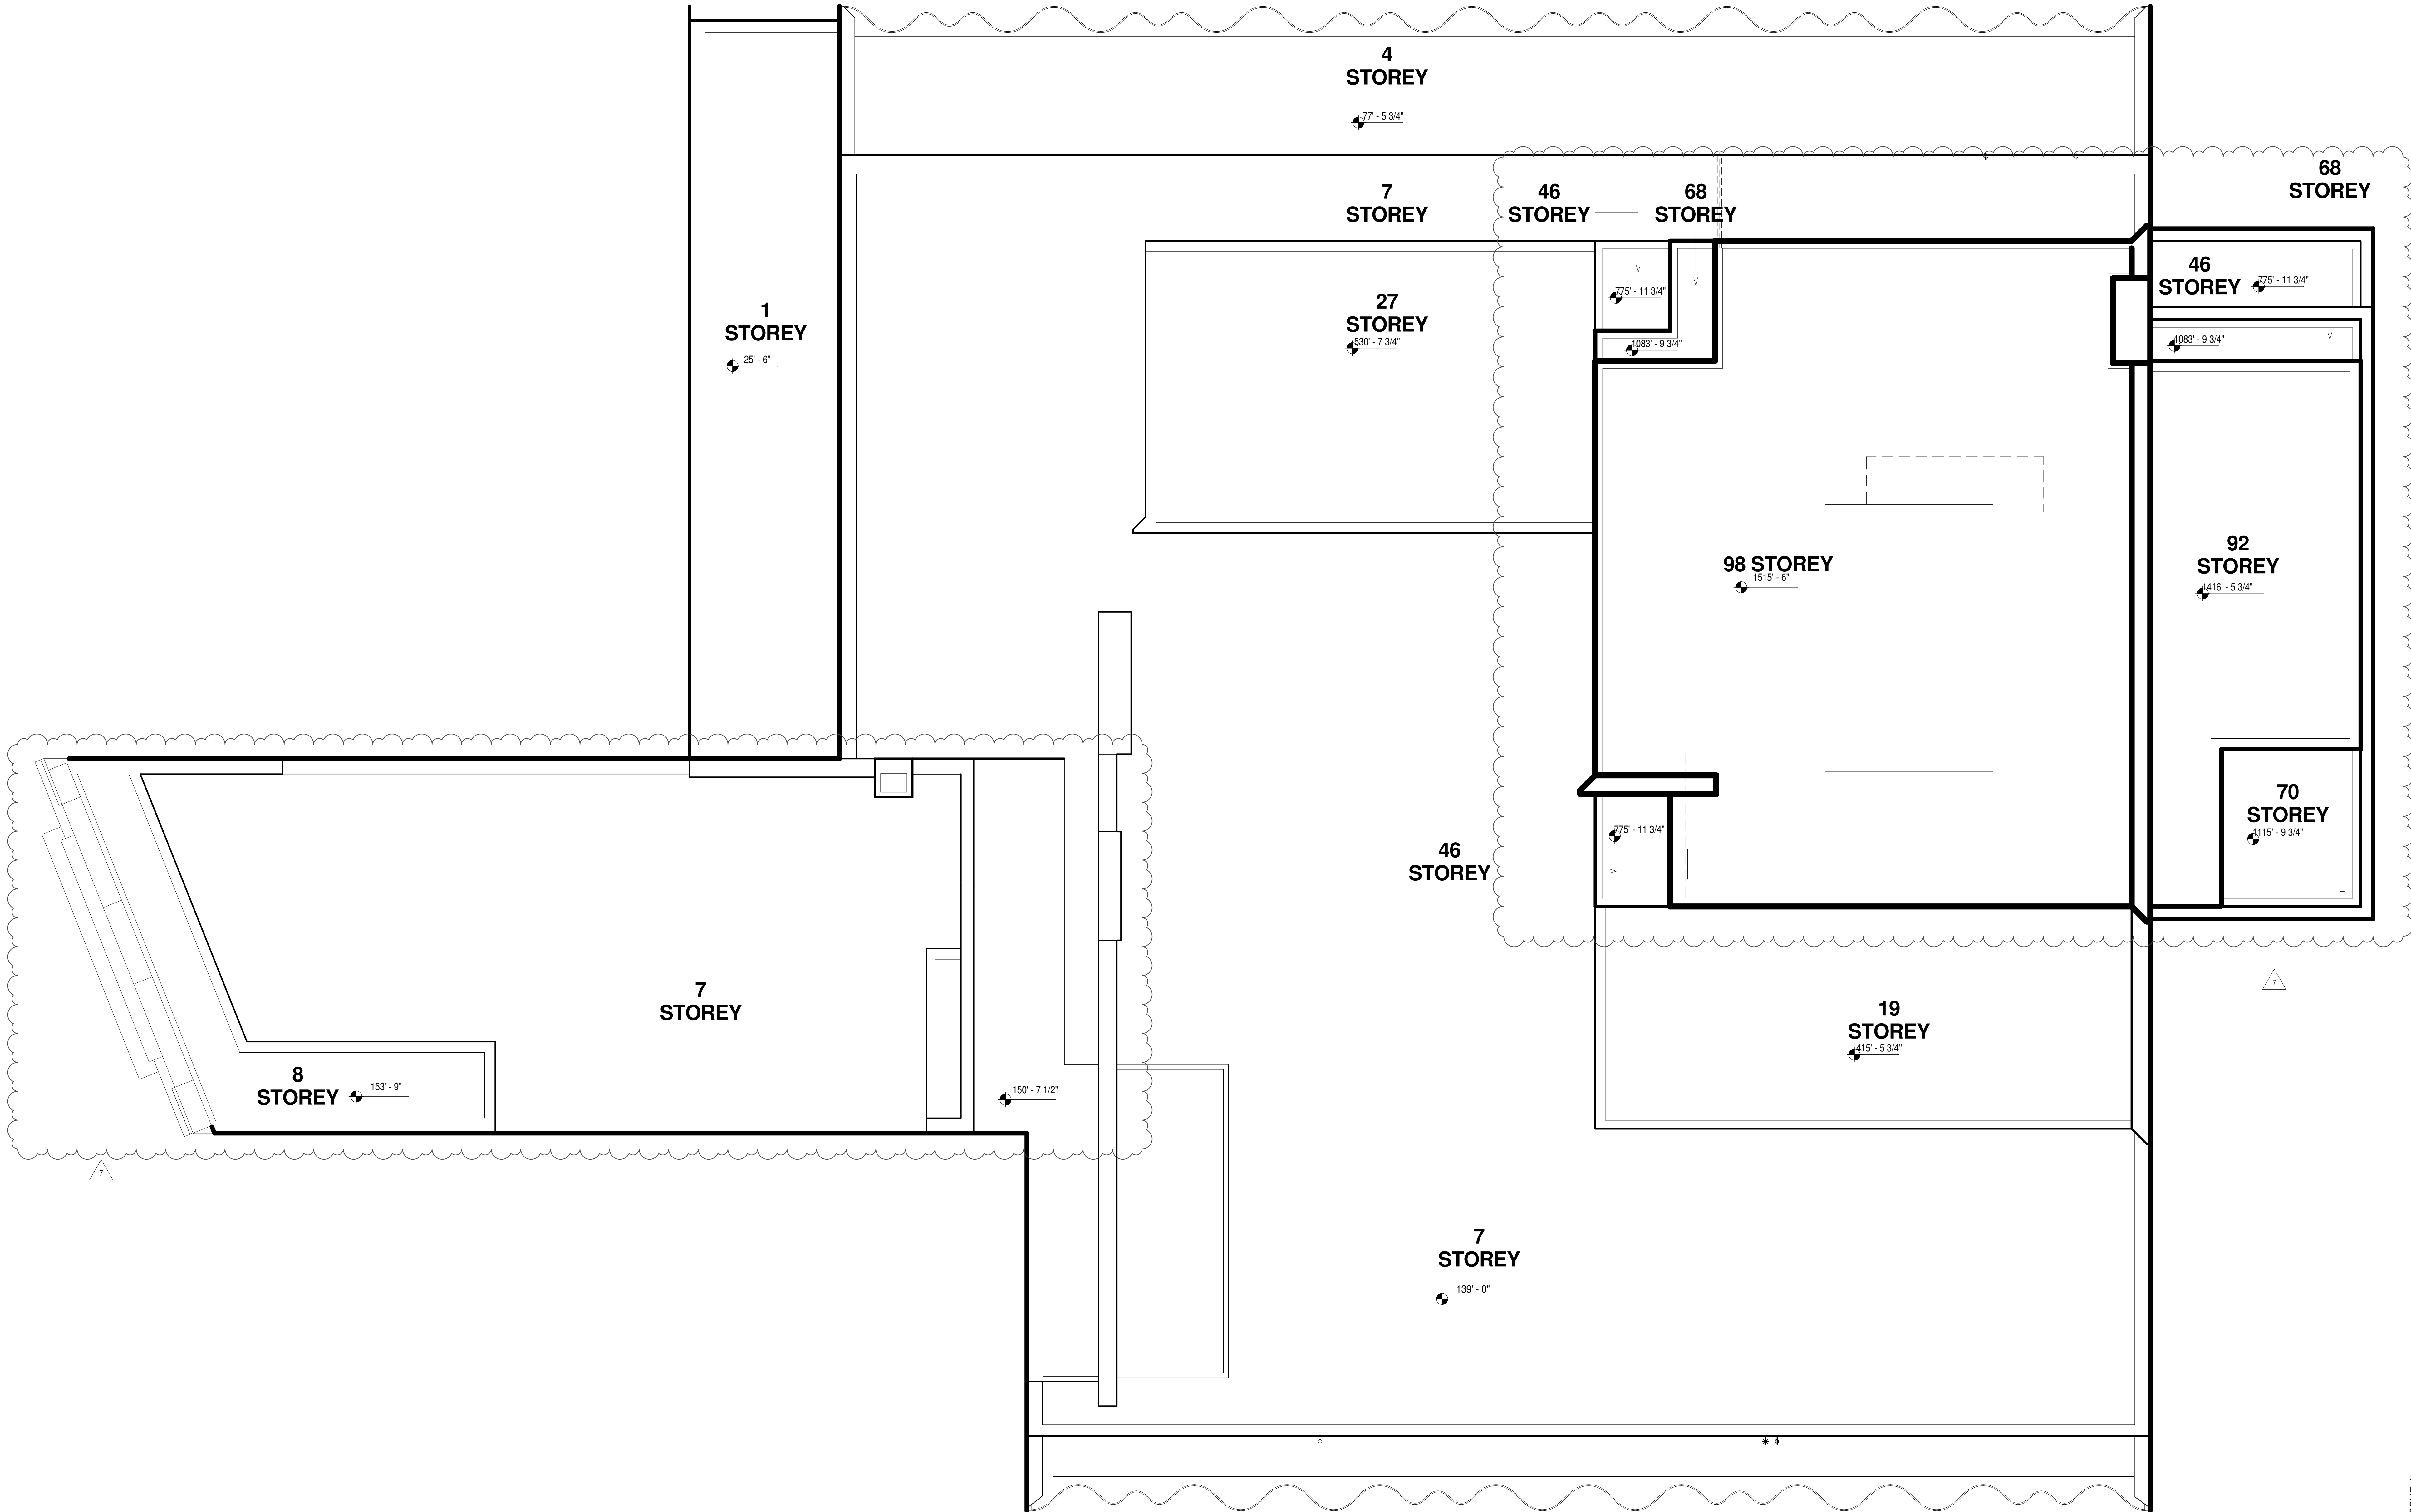 4
STOREY
77' - 5 3/4"
7
STOREY
46
STOREY
68
STOREY
68
STOREY
46
STOREY
775' - 11 3/4"
775' - 11 3/4"
27
STOREY
530' - 7 3/4"
1083' - 9 3/4"
1083' - 9 3/4"
1
STOREY
25' - 6"
98 STOREY
1515' - 6"
92
STOREY
1416' - 5 3/4"
70
STOREY
1115' - 9 3/4"
775' - 11 3/4"
46
STOREY
7
7
STOREY
19
STOREY
415' - 5 3/4"
8
STOREY
153' - 9"
150' - 7 1/2"
7
7
STOREY
139' - 0"